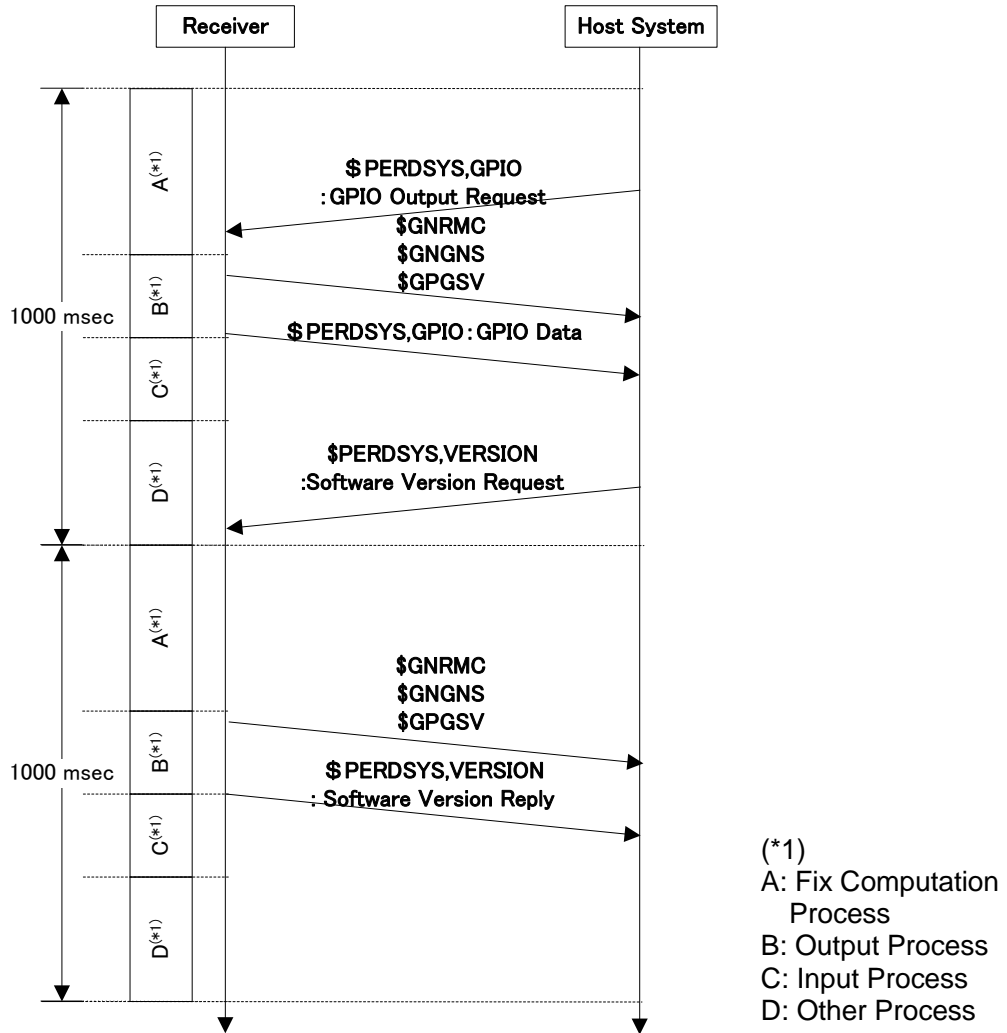 Receiver
Host System
A(*1)
$PERDSYS,GPIO
:GPIO Output Request
$GNRMC
$GNGNS
$GPGSV
B(*1)
1000 msec
$PERDSYS,GPIO:GPIO Data
C(*1)
$PERDSYS,VERSION
:Software Version Request
D(*1)
A(*1)
$GNRMC
$GNGNS
$GPGSV
B(*1)
1000 msec
$PERDSYS,VERSION
: Software Version Reply
C(*1)
D(*1)
(*1)
A: Fix Computation
Process
B: Output Process
C: Input Process
D: Other Process